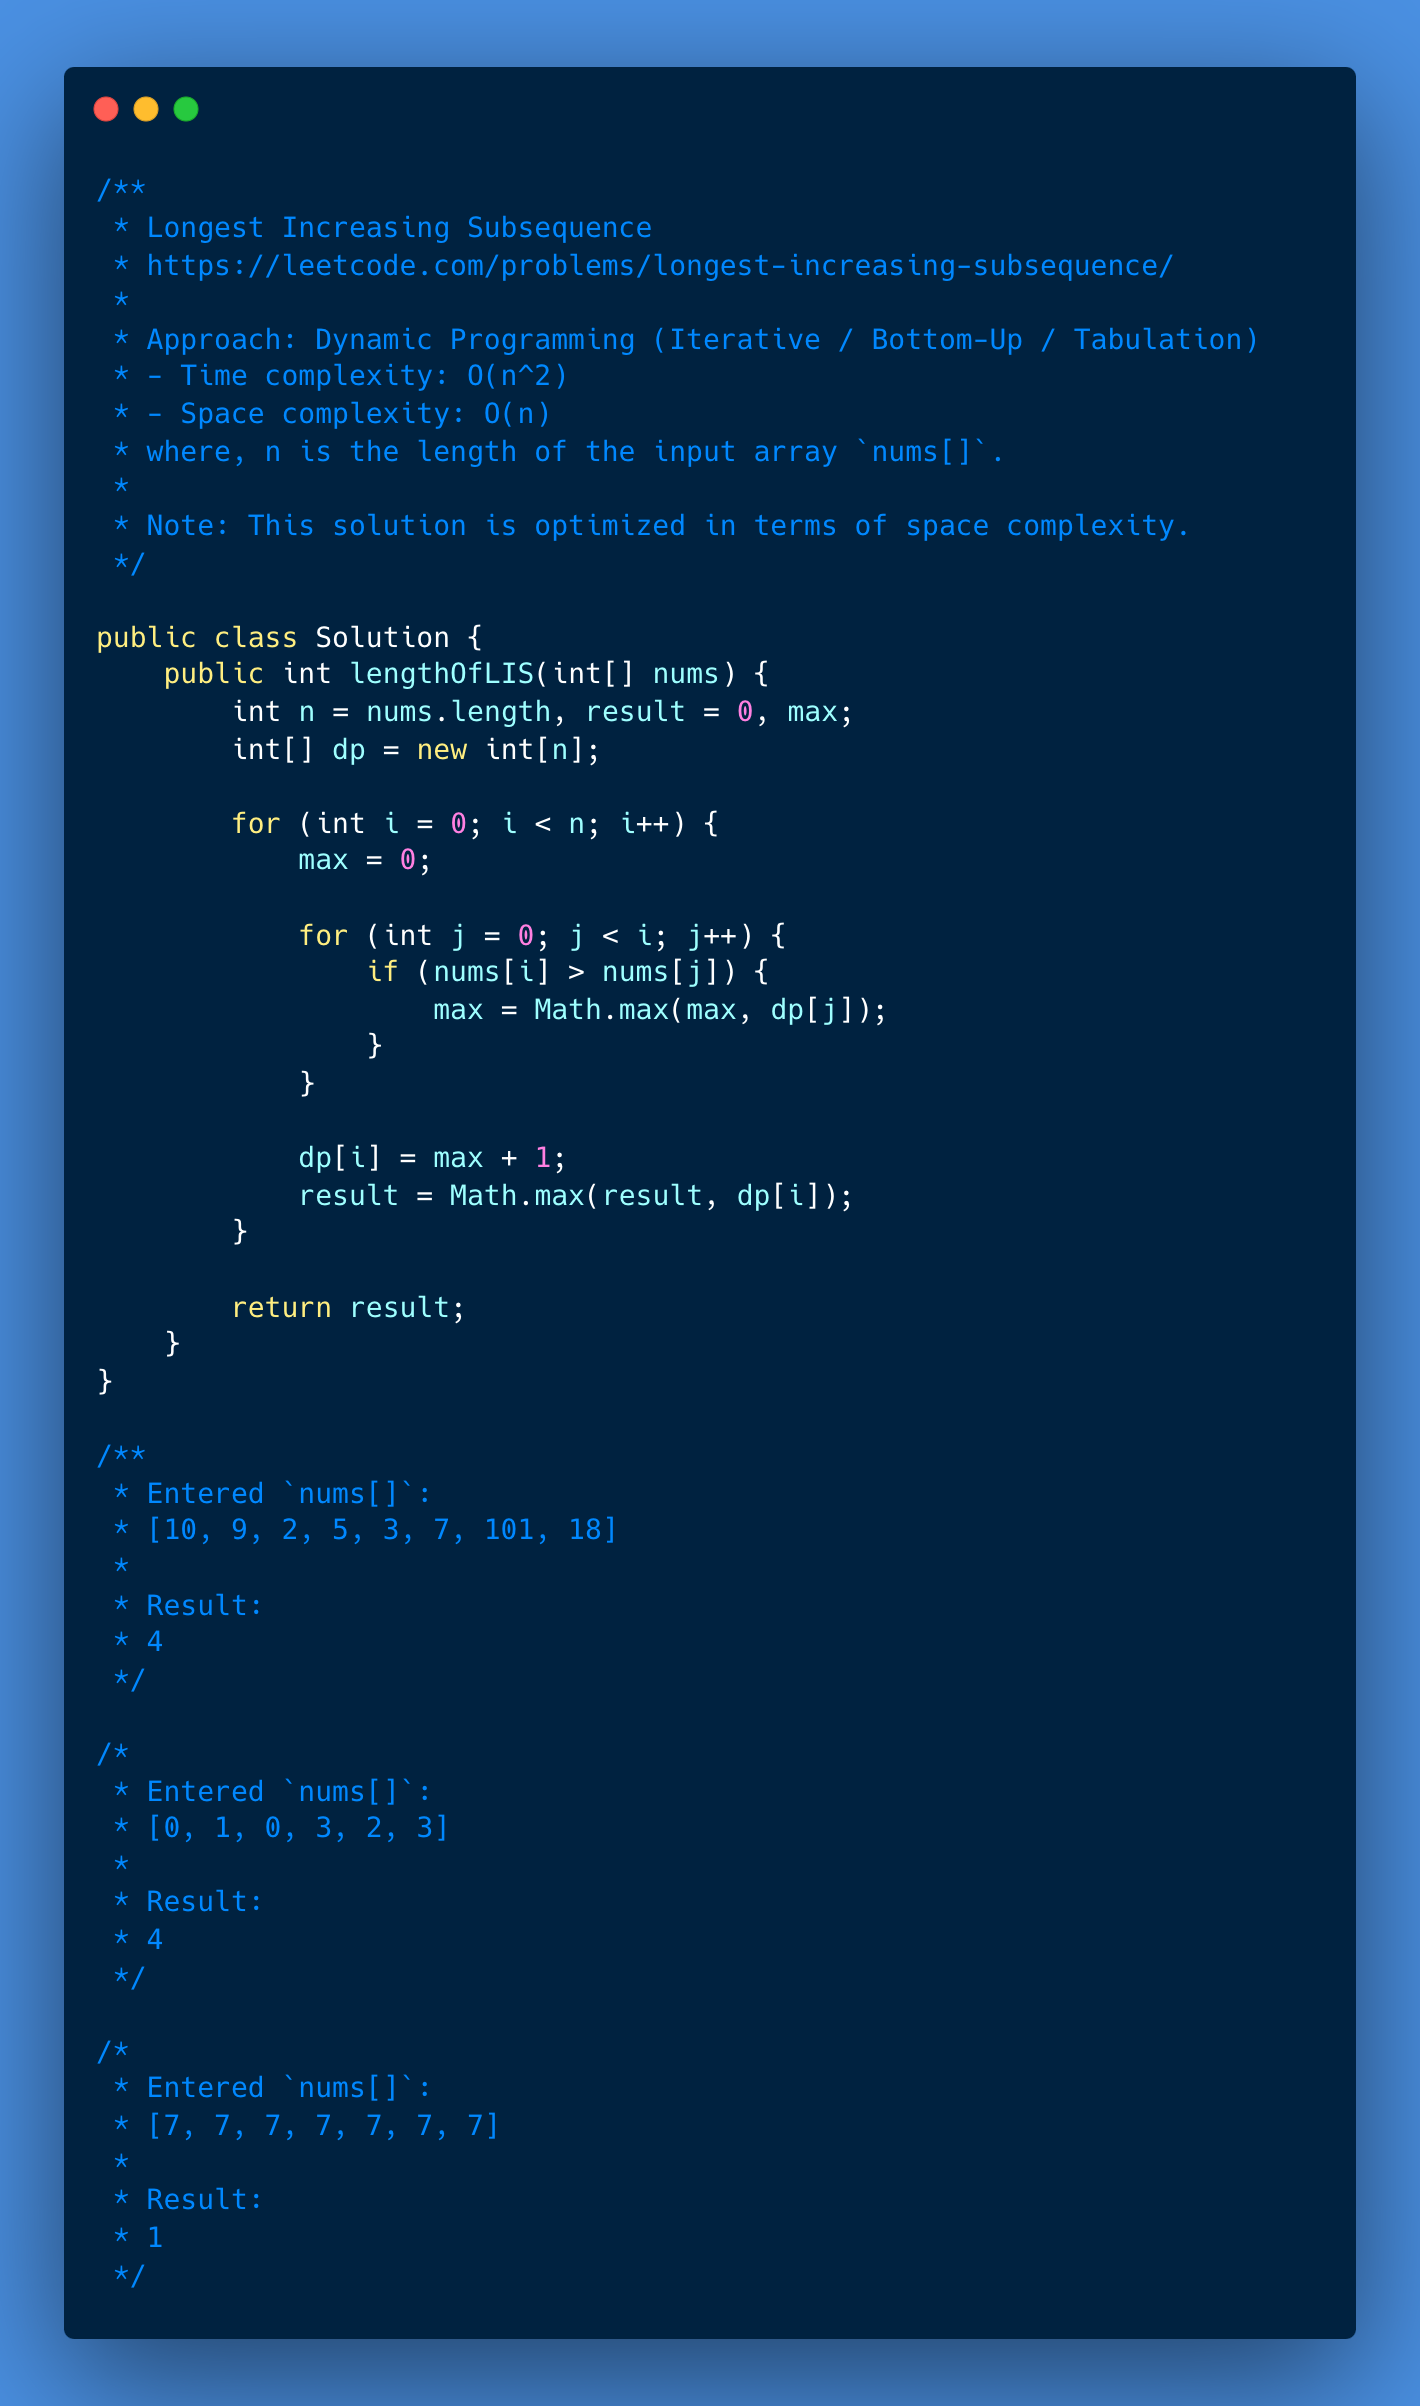 /**
 * Longest Increasing Subsequence
 * https://leetcode.com/problems/longest-increasing-subsequence/
 *
 * Approach: Dynamic Programming (Iterative / Bottom-Up / Tabulation)
 * - Time complexity: O(n^2)
 * - Space complexity: O(n)
 * where, n is the length of the input array `nums[]`.
 *
 * Note: This solution is optimized in terms of space complexity.
 */

public class Solution {
    public int lengthOfLIS(int[] nums) {
        int n = nums.length, result = 0, max;
        int[] dp = new int[n];

        for (int i = 0; i < n; i++) {
            max = 0;

            for (int j = 0; j < i; j++) {
                if (nums[i] > nums[j]) {
                    max = Math.max(max, dp[j]);
                }
            }

            dp[i] = max + 1;
            result = Math.max(result, dp[i]);
        }

        return result;
    }
}

/**
 * Entered `nums[]`:
 * [10, 9, 2, 5, 3, 7, 101, 18]
 *
 * Result:
 * 4
 */

/*
 * Entered `nums[]`:
 * [0, 1, 0, 3, 2, 3]
 *
 * Result:
 * 4
 */

/*
 * Entered `nums[]`:
 * [7, 7, 7, 7, 7, 7, 7]
 *
 * Result:
 * 1
 */